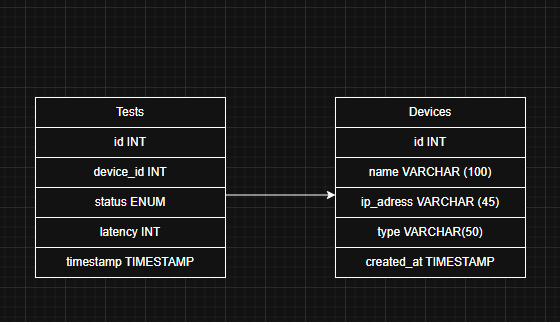 Tests
id INT
device_id INT
status ENUM
latency INT
timestamp TIMESTAMP
Devices
id INT
name VARCHAR (100)
ip_adress VARCHAR (45)
type VARCHAR(50)
created_at TIMESTAMP